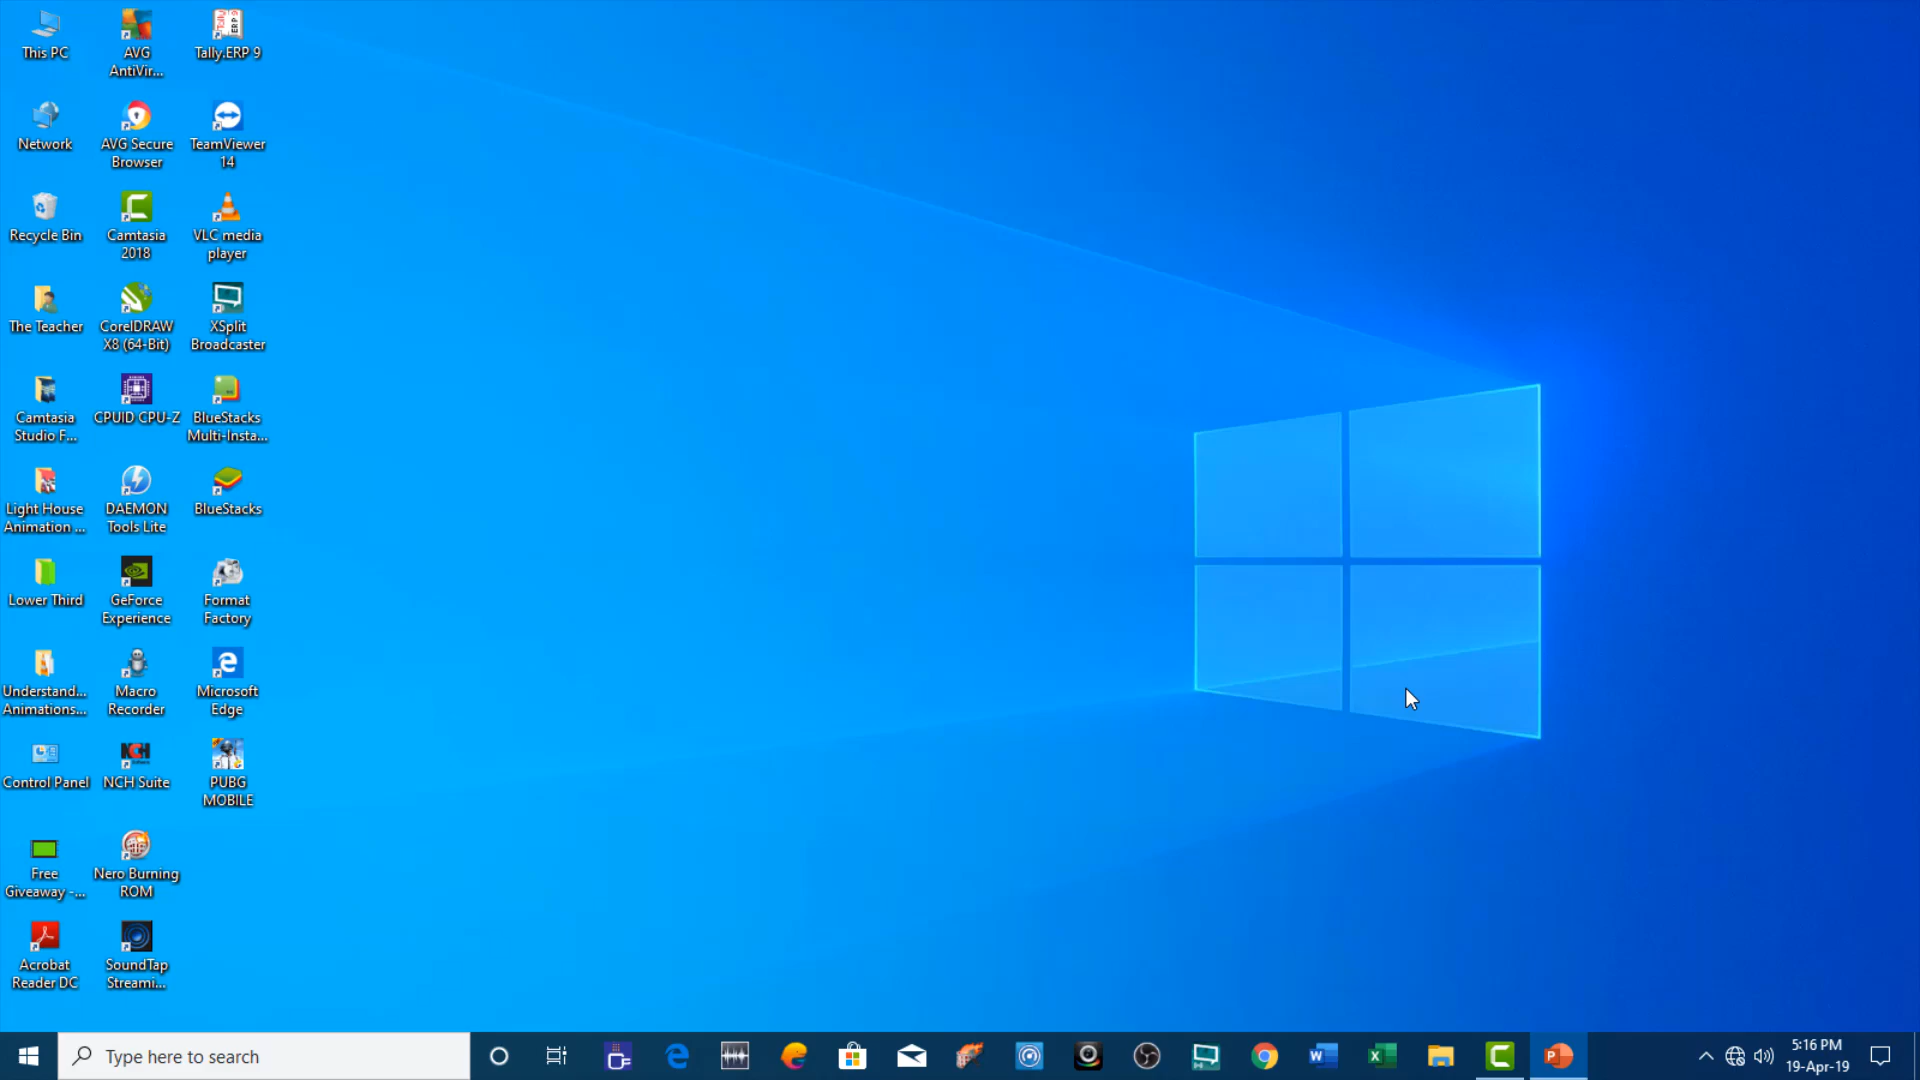 This PC
AVG
AntiVir...
Tally.ERP 9
Network
AVG Secure
Browser
TeamViewer
14
Recycle Bin
Camtasia
2018
VLC media
player
The Teacher
CorelDRAW
X8 (64-Bit)
XSplit
Broadcaster
Camtasia
Studio F...
CPUID CPU-Z
BlueStacks
Multi-Insta...
Light House
Animation ...
DAEMON
Tools Lite
BlueStacks
Lower Third
GeForce
Experience
Format
Factory
Understand...
Animations...
Macro
Recorder
Microsoft
Edge
Control Panel
NCH Suite
PUBG
MOBILE
Free
Giveaway -...
Nero Burning
ROM
Acrobat
Reader DC
SoundTap
Streami...
Type here to search
5:16 PM
19-Apr-19